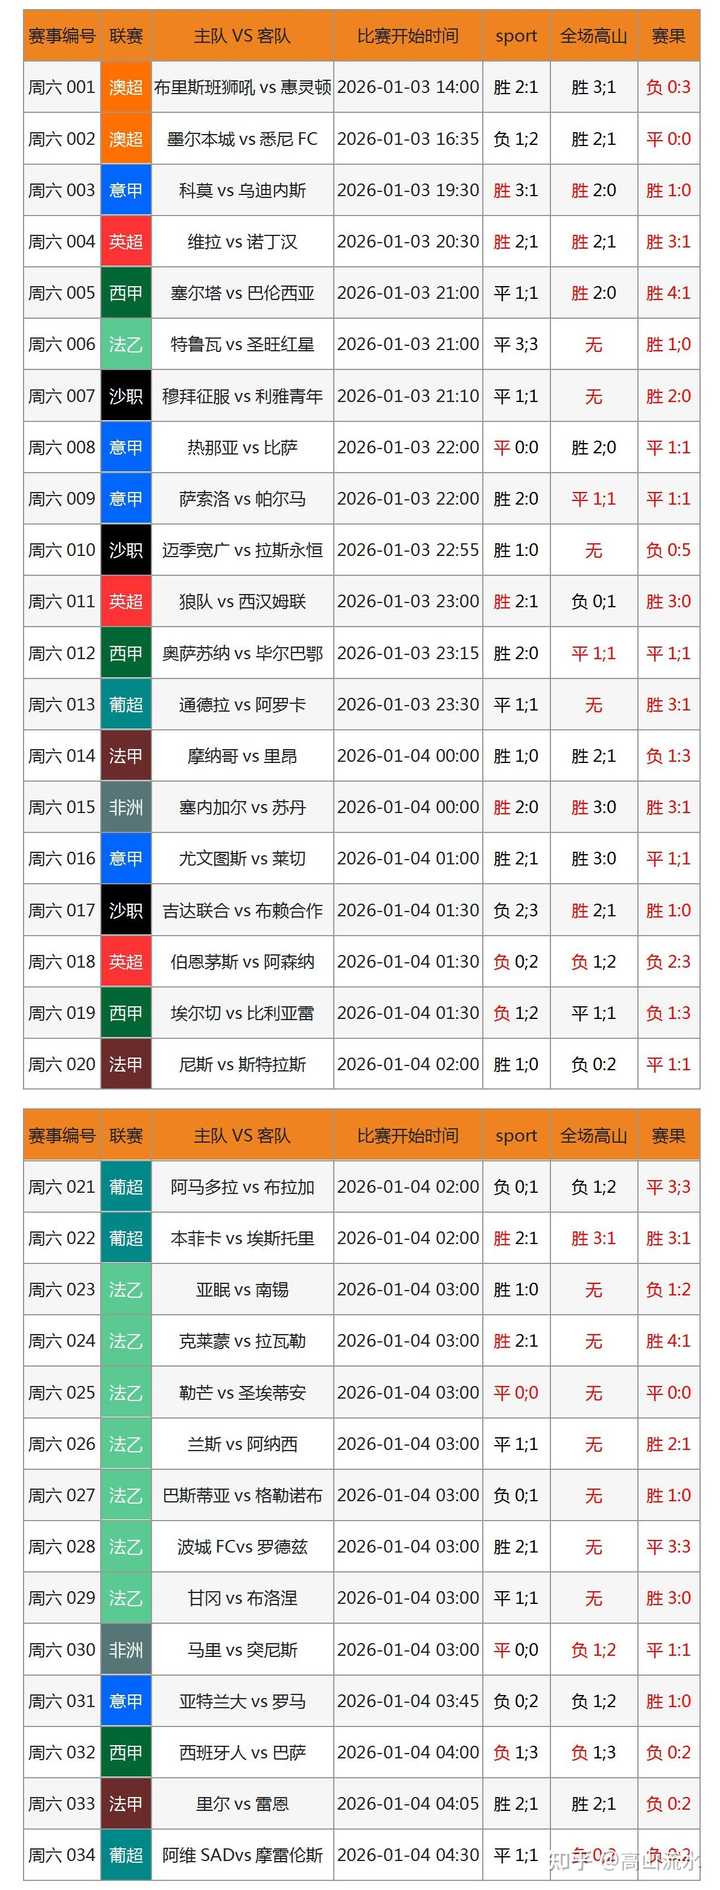 赛事编号 联赛 主队 VS 客队 比赛开始时间 sport 全场高山 赛果
周六 001 澳超 布里斯班狮吼 vs 惠灵顿 2026-01-03 14:00 胜 2:1 胜 3;1 负 0:3
周六 002 澳超 墨尔本城 vs 悉尼 FC 2026-01-03 16:35 负 1;2 胜 2;1 平 0:0
周六 003 意甲 科莫 vs 乌迪内斯 2026-01-03 19:30 胜 3:1 胜 2:0 胜 1:0
周六 004 英超 维拉 vs 诺丁汉 2026-01-03 20:30 胜 2;1 胜 2;1 胜 3:1
周六 005 西甲 塞尔塔 vs 巴伦西亚 2026-01-03 21:00 平 1;1 胜 2:0 胜 4:1
周六 006 法乙 特鲁瓦 vs 圣旺红星 2026-01-03 21:00 平 3;3 无 胜 1;0
周六 007 沙职 穆拜征服 vs 利雅青年 2026-01-03 21:10 平 1;1 无 胜 2:0
周六 008 意甲 热那亚 vs 比萨 2026-01-03 22:00 平 0:0 胜 2;0 平 1:1
周六 009 意甲 萨索洛 vs 帕尔马 2026-01-03 22:00 胜 2:0 平 1;1 平 1:1
周六 010 沙职 迈季宽广 vs 拉斯永恒 2026-01-03 22:55 胜 1:0 无 负 0:5
周六 011 英超 狼队 vs 西汉姆联 2026-01-03 23:00 胜 2:1 负 0;1 胜 3:0
周六 012 西甲 奥萨苏纳 vs 毕尔巴鄂 2026-01-03 23:15 胜 2:0 平 1;1 平 1;1
周六 013 葡超 通德拉 vs 阿罗卡 2026-01-03 23:30 平 1;1 无 胜 3:1
周六 014 法甲 摩纳哥 vs 里昂 2026-01-04 00:00 胜 1;0 胜 2;1 负 1:3
周六 015 非洲 塞内加尔 vs 苏丹 2026-01-04 00:00 胜 2:0 胜 3:0 胜 3:1
周六 016 意甲 尤文图斯 vs 莱切 2026-01-04 01:00 胜 2;1 胜 3:0 平 1;1
周六 017 沙职 吉达联合 vs 布赖合作 2026-01-04 01:30 负 2;3 胜 2;1 胜 1:0
周六 018 英超 伯恩茅斯 vs 阿森纳 2026-01-04 01:30 负 0;2 负 1;2 负 2:3
周六 019 西甲 埃尔切 vs 比利亚雷 2026-01-04 01:30 负 1;2 平 1;1 负 1:3
周六 020 法甲 尼斯 vs 斯特拉斯 2026-01-04 02:00 胜 1;0 负 0:2 平 1:1
赛事编号 联赛 主队 VS 客队 比赛开始时间 sport 全场高山 赛果
周六 021 葡超 阿马多拉 vs 布拉加 2026-01-04 02:00 负 0;1 负 1;2 平 3;3
周六 022 葡超 本菲卡 vs 埃斯托里 2026-01-04 02:00 胜 2:1 胜 3:1 胜 3:1
周六 023 法乙 亚眠 vs 南锡 2026-01-04 03:00 胜 1:0 无 负 1:2
周六 024 法乙 克莱蒙 vs 拉瓦勒 2026-01-04 03:00 胜 2:1 无 胜 4:1
周六 025 法乙 勒芒 vs 圣埃蒂安 2026-01-04 03:00 平 0;0 无 平 0:0
周六 026 法乙 兰斯 vs 阿纳西 2026-01-04 03:00 平 1;1 无 胜 2:1
周六 027 法乙 巴斯蒂亚 vs 格勒诺布 2026-01-04 03:00 负 0;1 无 胜 1:0
周六 028 法乙 波城 FCvs 罗德兹 2026-01-04 03:00 胜 2;1 无 平 3:3
周六 029 法乙 甘冈 vs 布洛涅 2026-01-04 03:00 平 1;1 无 胜 3:0
周六 030 非洲 马里 vs 突尼斯 2026-01-04 03:00 平 0;0 负 1;2 平 1:1
周六 031 意甲 亚特兰大 vs 罗马 2026-01-04 03:45 负 0;2 负 1;2 胜 1:0
周六 032 西甲 西班牙人 vs 巴萨 2026-01-04 04:00 负 1;3 负 1;3 负 0:2
周六 033 法甲 里尔 vs 雷恩 2026-01-04 04:05 胜 2;1 胜 2;1 负 0:2
周六 034 葡超 阿维 SADvs 摩雷伦斯 2026-01-04 04:30 平 1;1
知乎 @高山流水